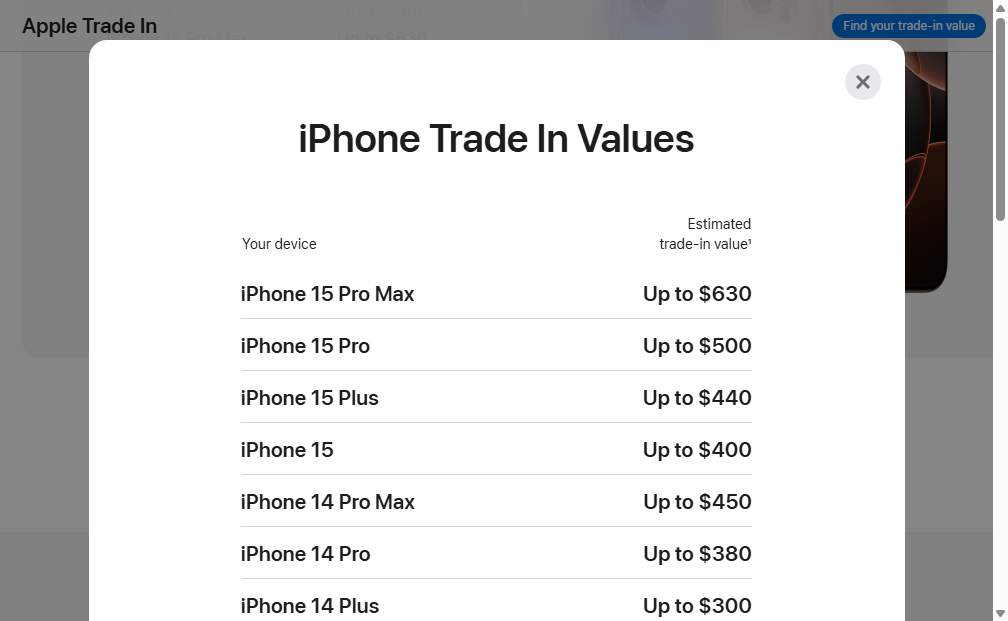 Apple Trade In
Find your trade-in value
iPhone Trade In Values
Your device
Estimated
trade-in value¹
iPhone 15 Pro Max Up to $630
iPhone 15 Pro Up to $500
iPhone 15 Plus Up to $440
iPhone 15 Up to $400
iPhone 14 Pro Max Up to $450
iPhone 14 Pro Up to $380
iPhone 14 Plus Up to $300